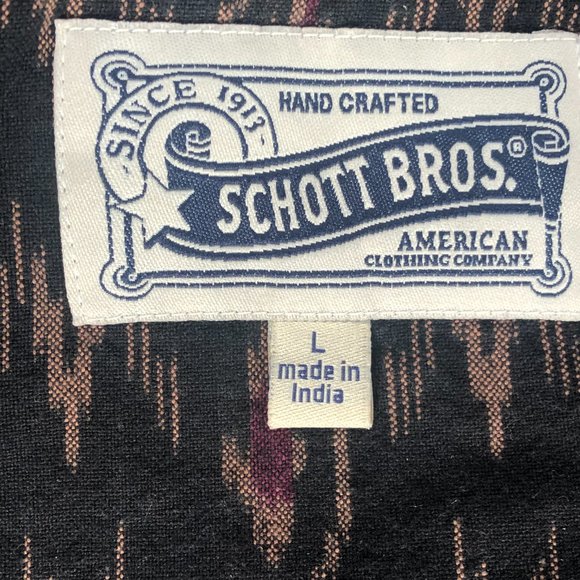 SINCE 1913
HAND CRAFTED
SCHOTT BROS.®
AMERICAN
CLOTHING COMPANY
L
made in
India